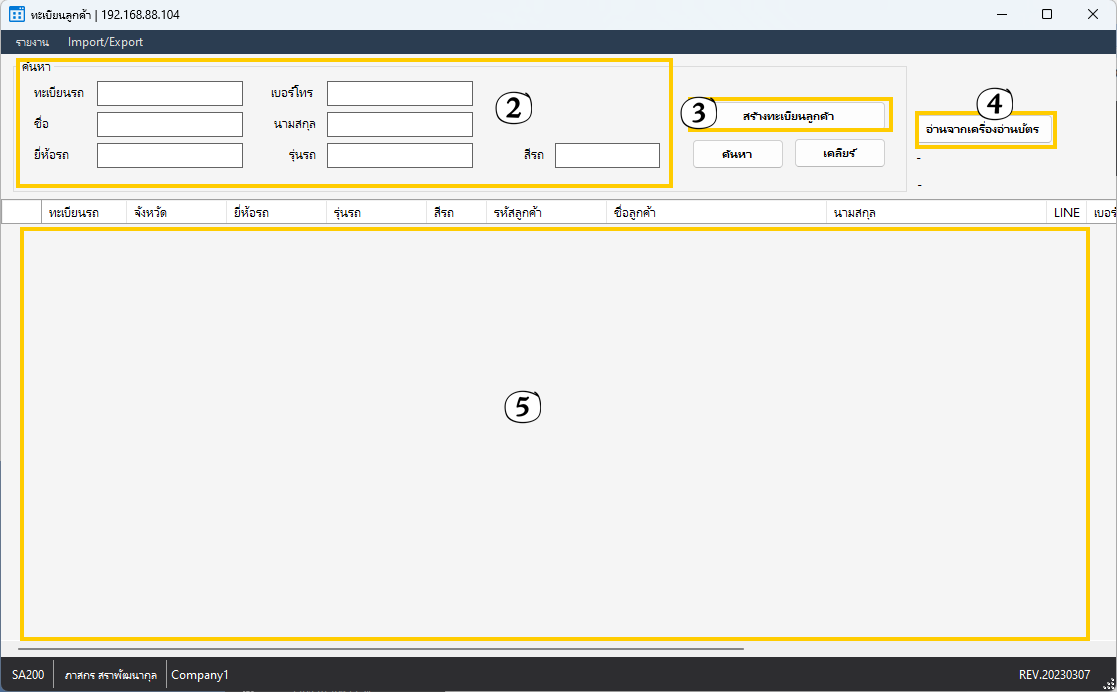 ทะเบียนลูกค้า | 192.168.88.104
รายงาน Import/Export
ค้นหา
ทะเบียนรถ เบอร์โทร ②
ชื่อ นามสกุล
ยี่ห้อรถ รุ่นรถ สีรถ
③ สร้างทะเบียนลูกค้า
ค้นหา เคลียร์
④
อ่านจากเครื่องอ่านบัตร
-
-
ทะเบียนรถ จังหวัด ยี่ห้อรถ รุ่นรถ สีรถ รหัสลูกค้า ชื่อลูกค้า นามสกุล LINE เบอร์
⑤
SA200 ภาสกร สราพัฒนากุล Company1 REV.20230307